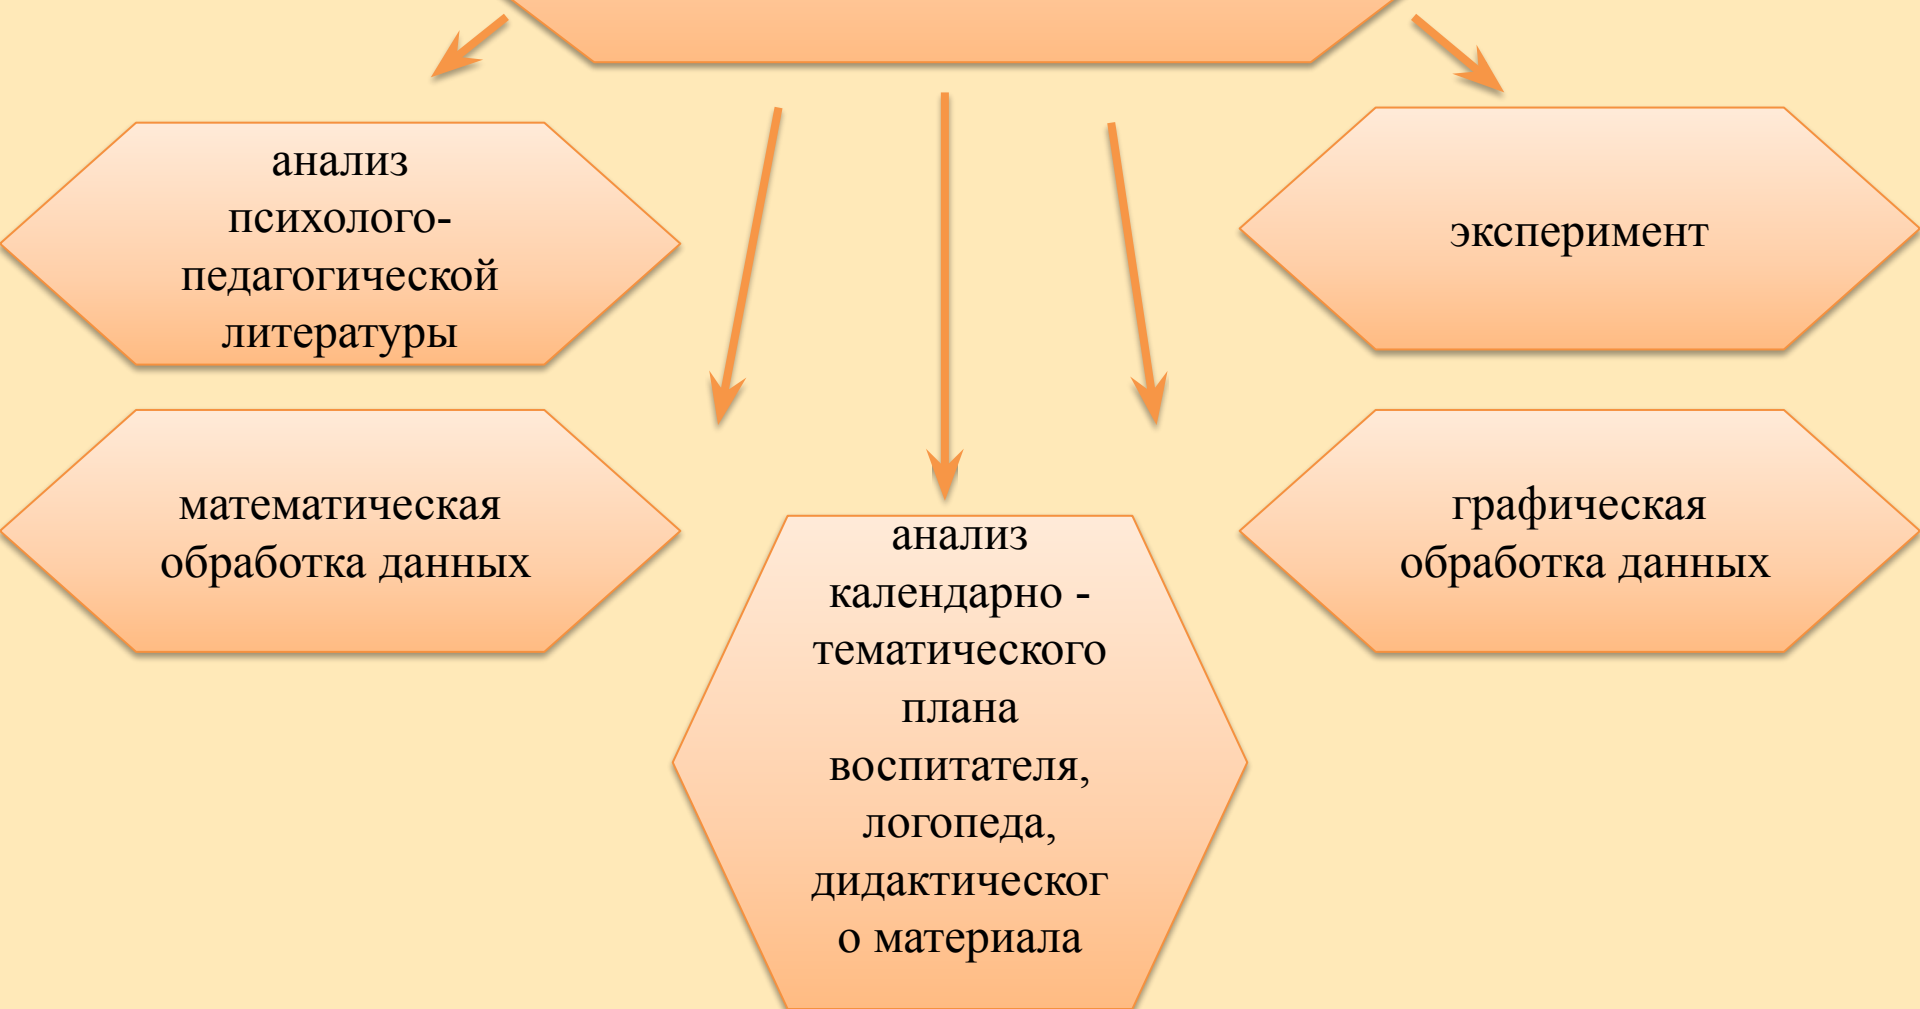 анализ
психолого-
педагогической
литературы
эксперимент
математическая
обработка данных
анализ
календарно -
тематического
плана
воспитателя,
логопеда,
дидактическог
о материала
графическая
обработка данных